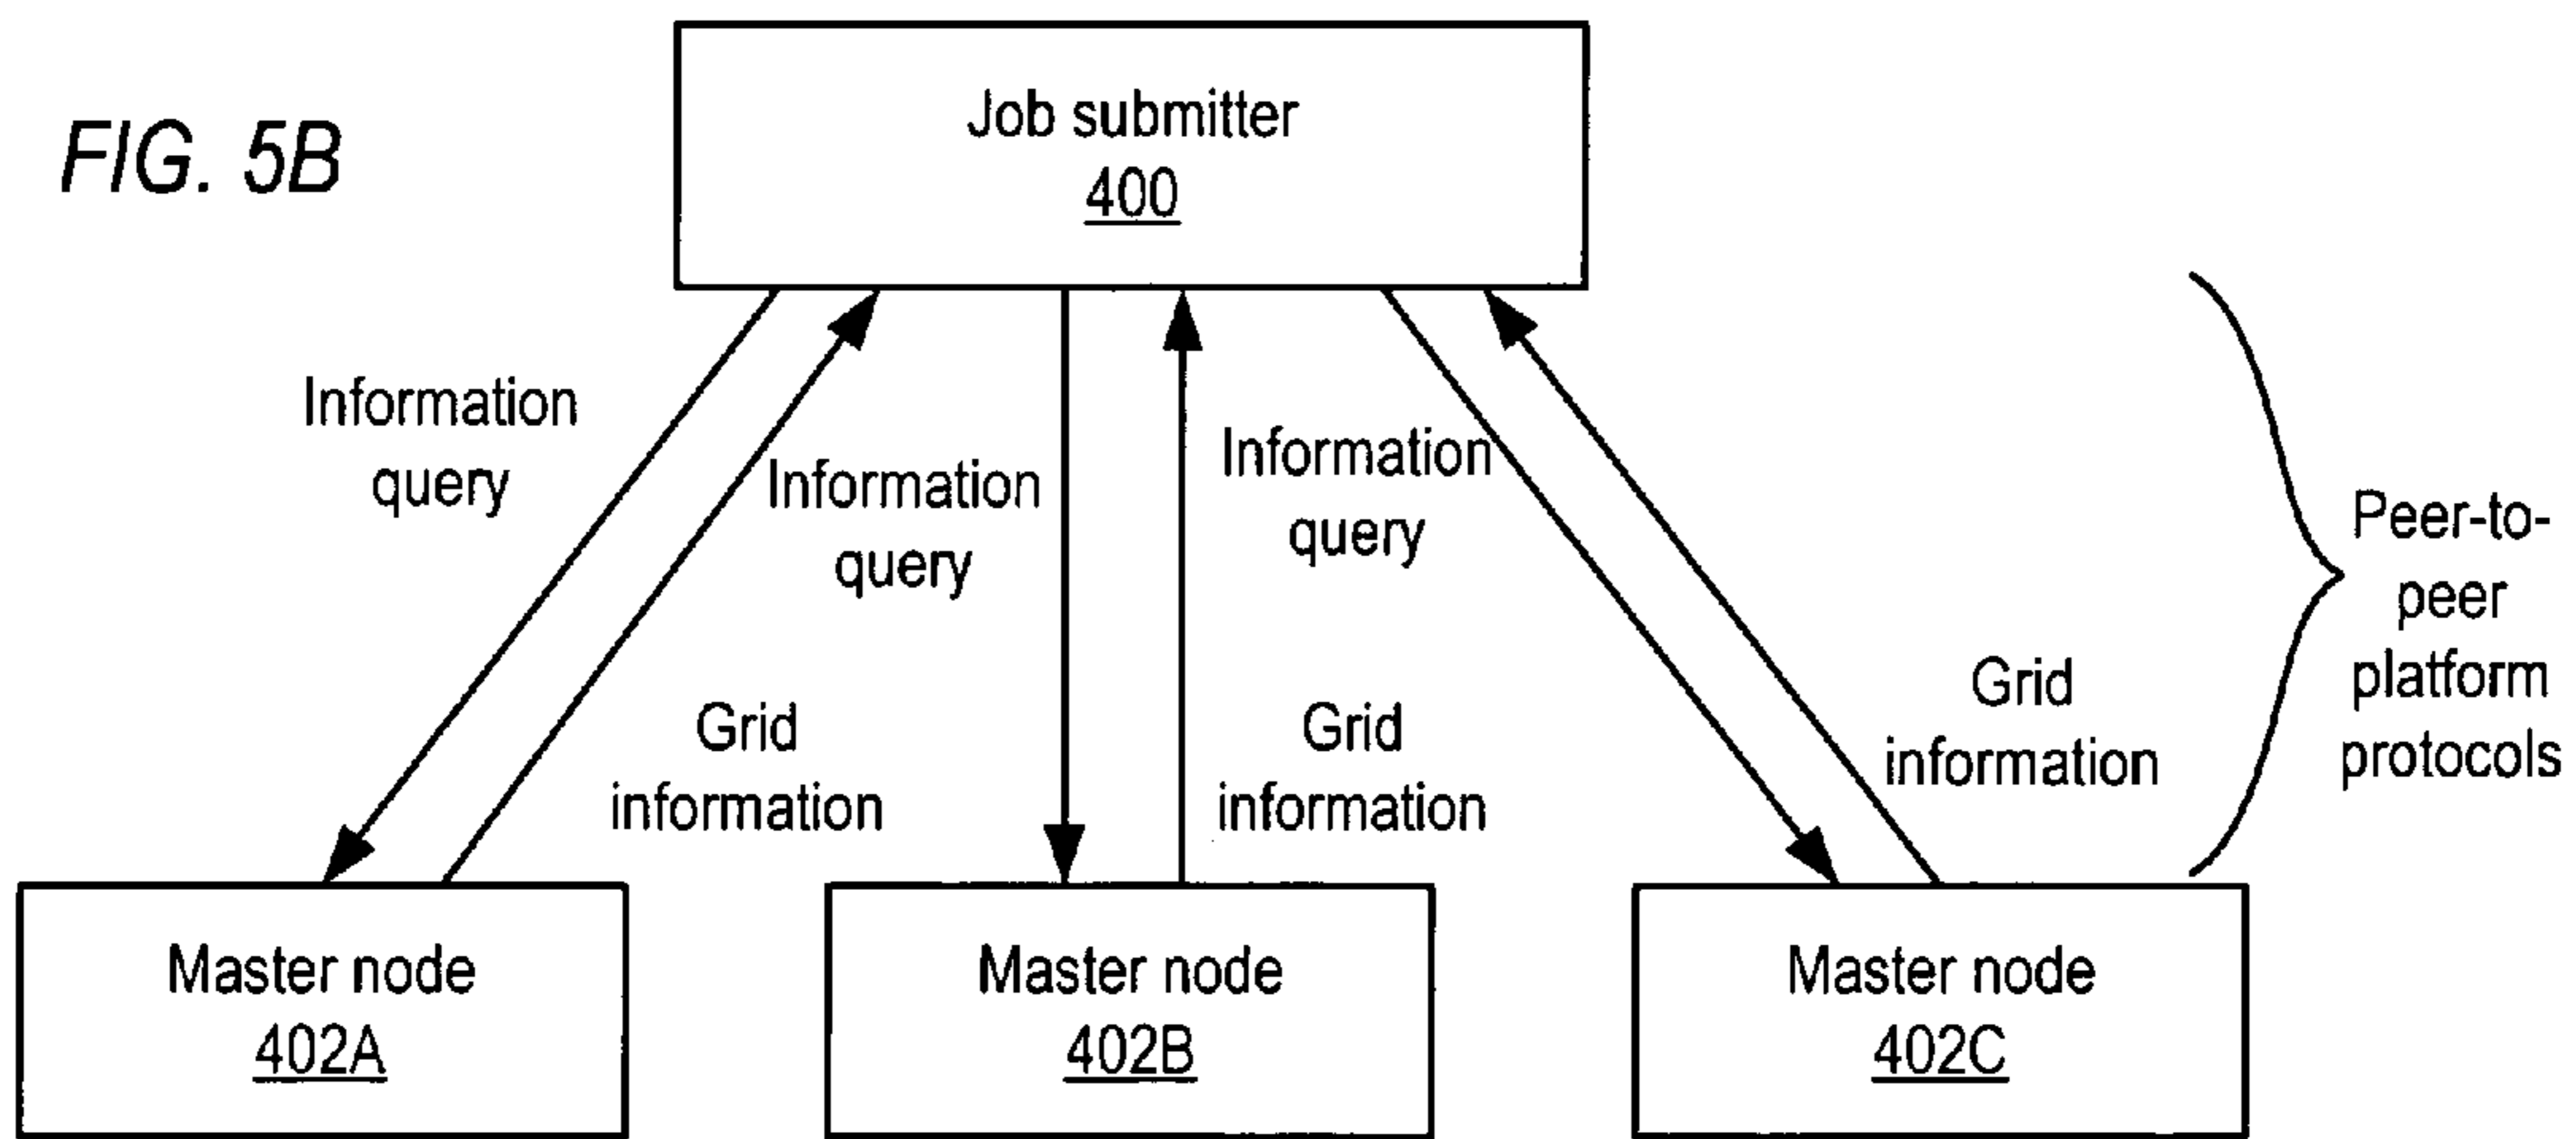 FIG. 5B
Job submitter
400
Information
query
Information
query
Information
query
Grid
information
Grid
information
Grid
information
Peer-to-
peer
platform
protocols
Master node
402A
Master node
402B
Master node
402C